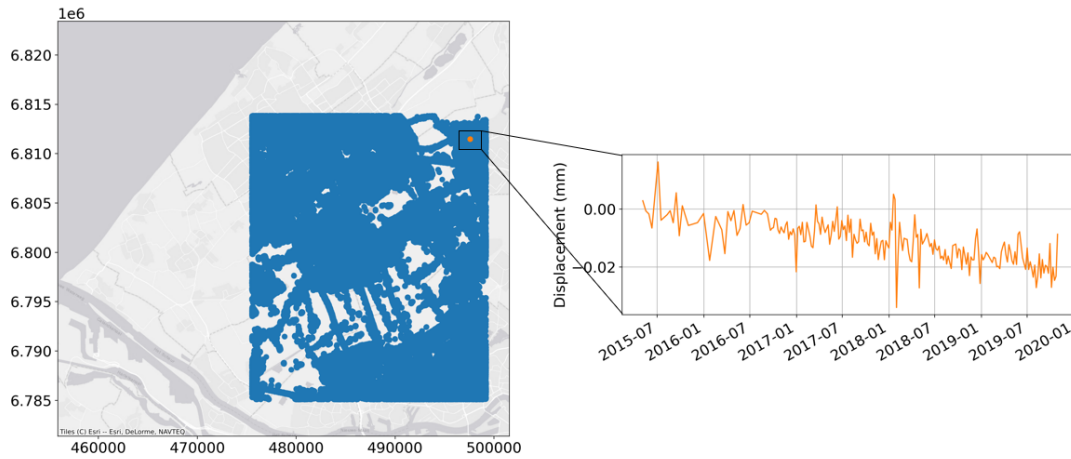 1e6
6.820
6.815
6.810
6.805
6.800
6.795
6.790
6.785
Tiles (C) Esri -- Esri, DeLorme, NAVTEQ
460000 470000 480000 490000 500000
Displacement (mm)
0.00
−0.02
2015-07 2016-01 2016-07 2017-01 2017-07 2018-01 2018-07 2019-01 2019-07 2020-01